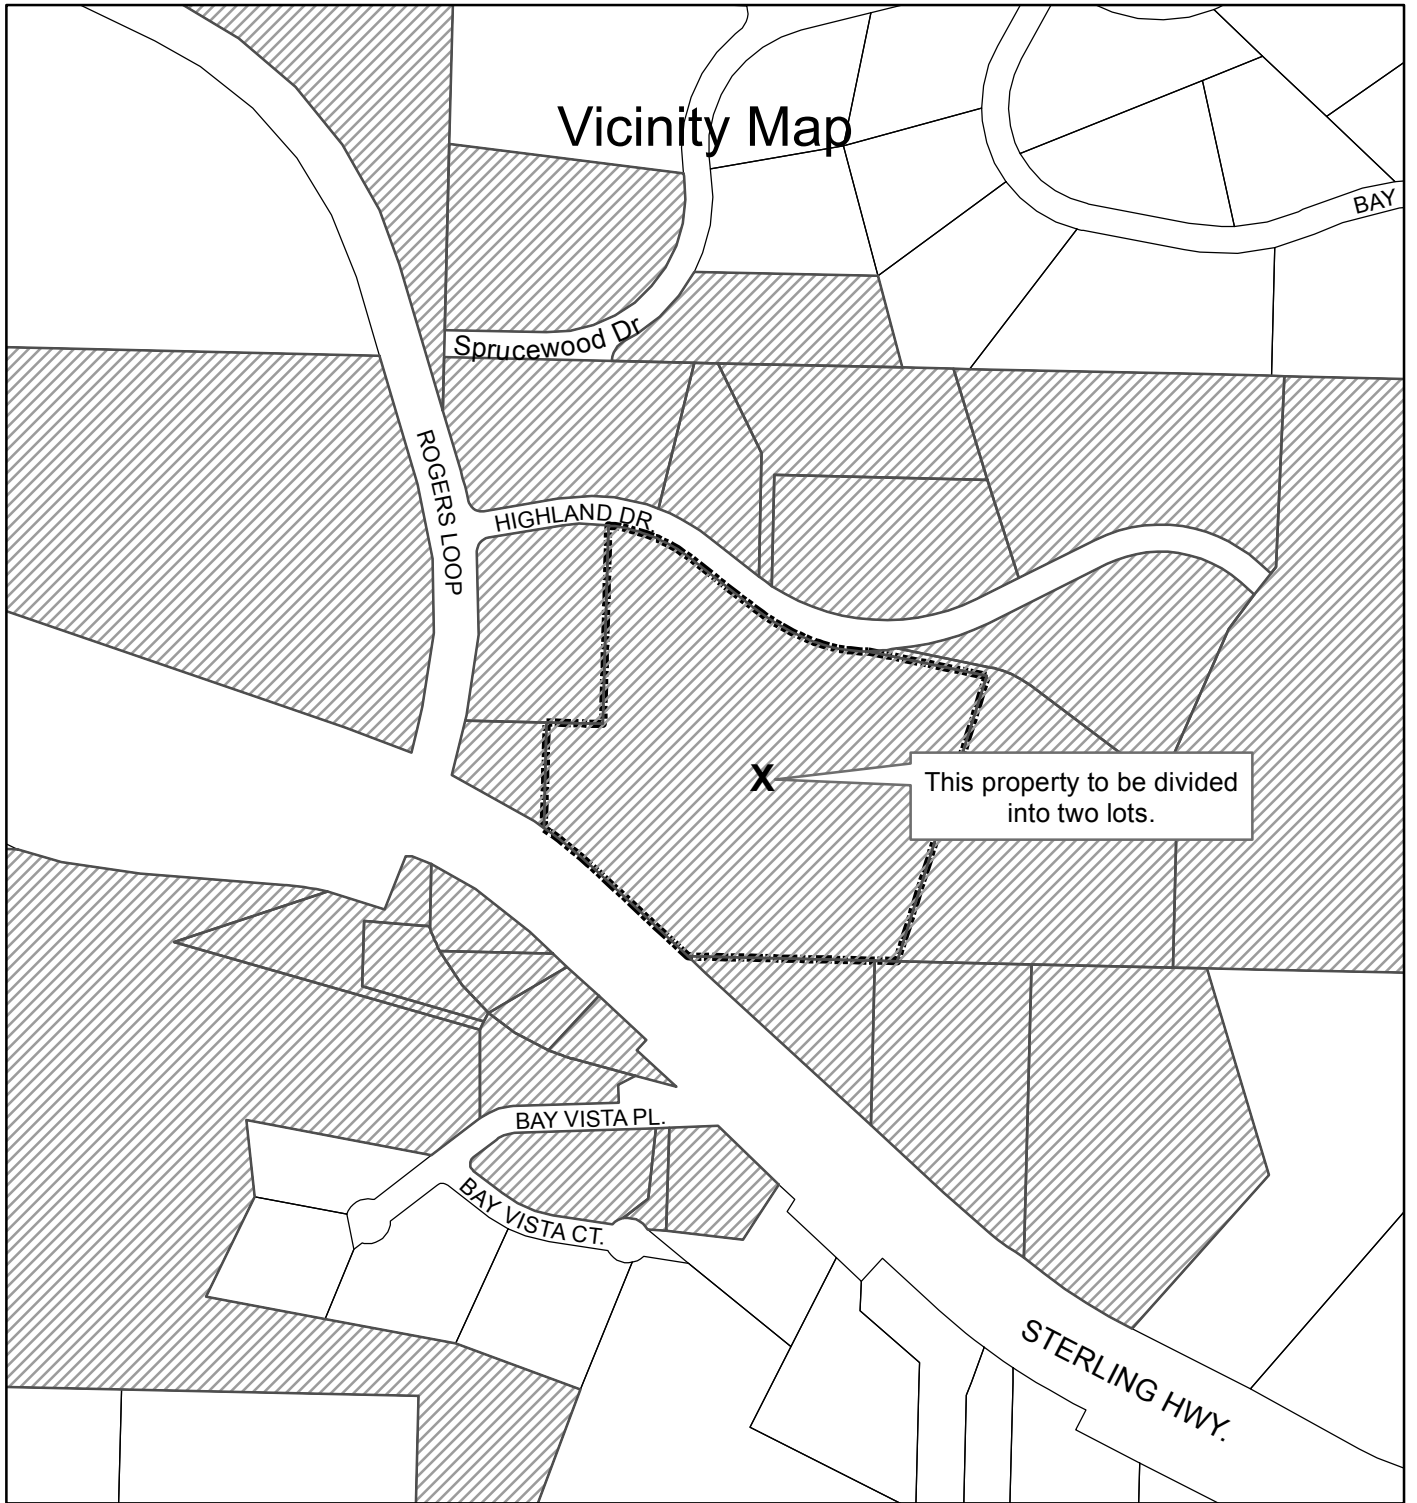 Vicinity Map
BAY
Sprucewood Dr
ROGERS LOOP
HIGHLAND DR.
X
This property to be divided
into two lots.
BAY VISTA PL.
BAY VISTA CT.
STERLING HWY.